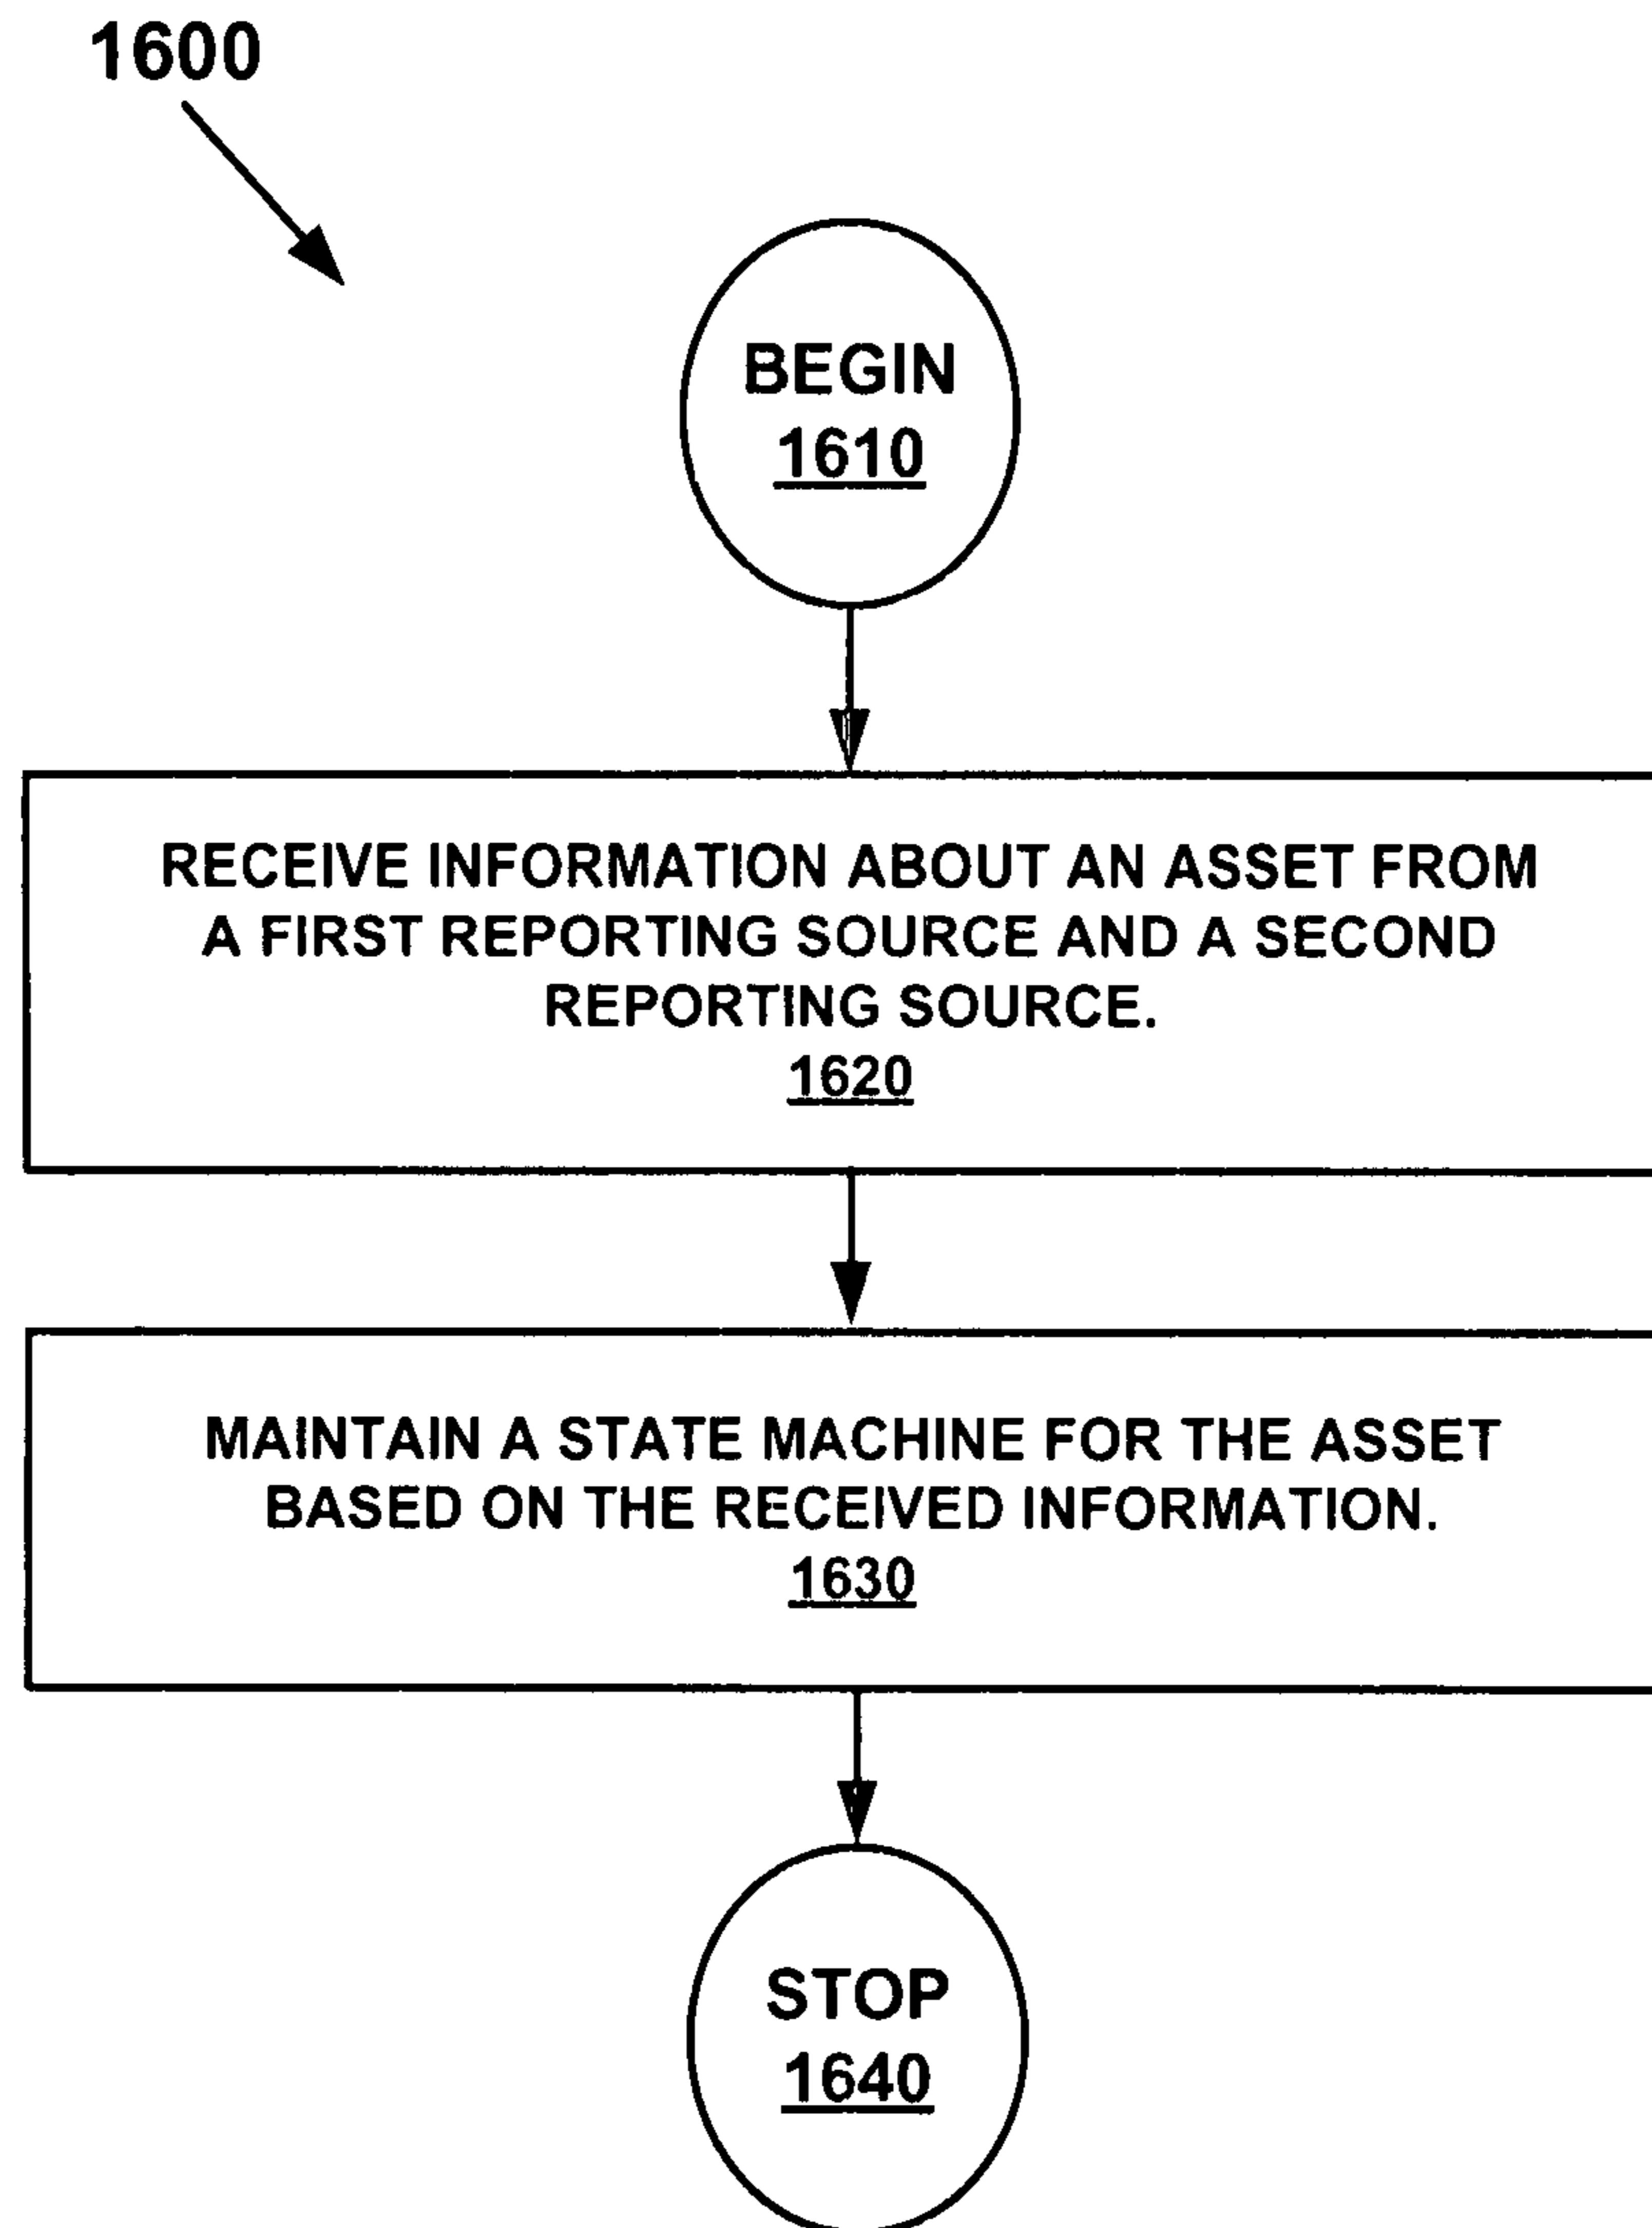 1600
BEGIN
1610
RECEIVE INFORMATION ABOUT AN ASSET FROM
A FIRST REPORTING SOURCE AND A SECOND
REPORTING SOURCE.
1620
MAINTAIN A STATE MACHINE FOR THE ASSET
BASED ON THE RECEIVED INFORMATION.
1630
STOP
1640